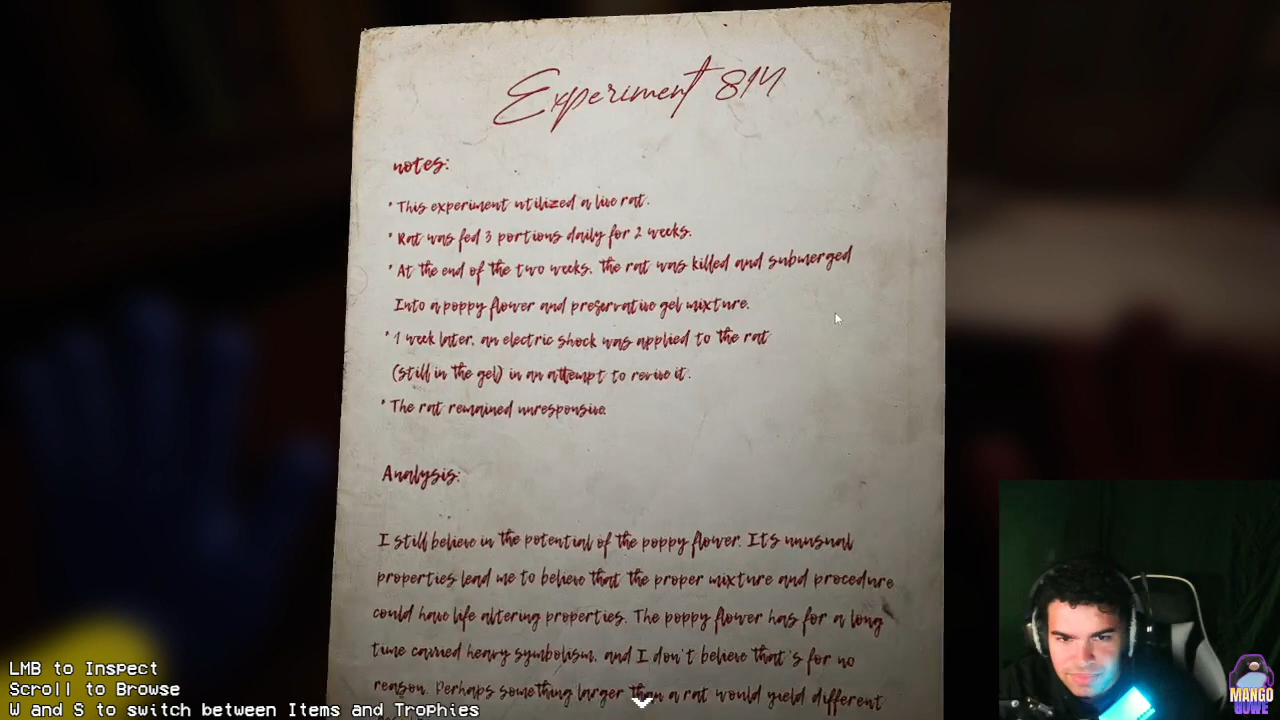 Experiment 814
notes:
* This experiment utilized a live rat.
* Rat was fed 3 portions daily for 2 weeks.
* At the end of the two weeks, the rat was killed and submerged
Into a poppy flower and preservative gel mixture.
* 1 week later, an electric shock was applied to the rat
(still in the gel) in an attempt to revive it.
* The rat remained unresponsive.
Analysis:
I still believe in the potential of the poppy flower. Its unusual
properties lead me to believe that the proper mixture and procedure
could have life altering properties. The poppy flower has for a long
time carried heavy symbolism, and I don't believe that's for no
reason. Perhaps something larger than a rat would yield different
LMB to Inspect
Scroll to Browse
W and S to switch between Items and Trophies
MANGO